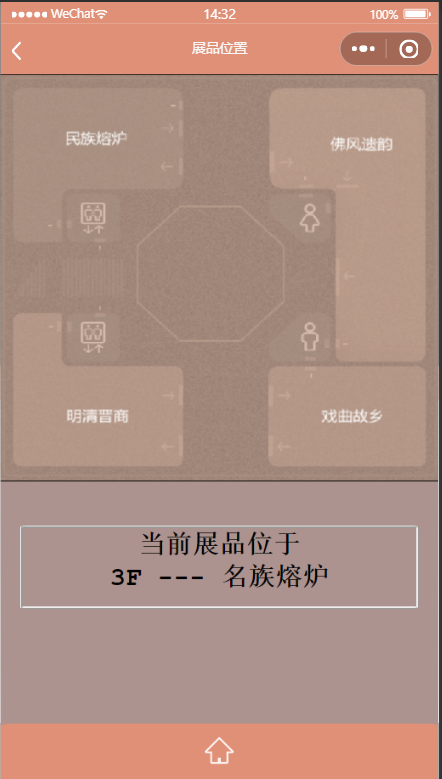 WeChat 14:32 100%
展品位置
民族熔炉
佛风遗韵
明清晋商
戏曲故乡
当前展品位于
3F --- 名族熔炉